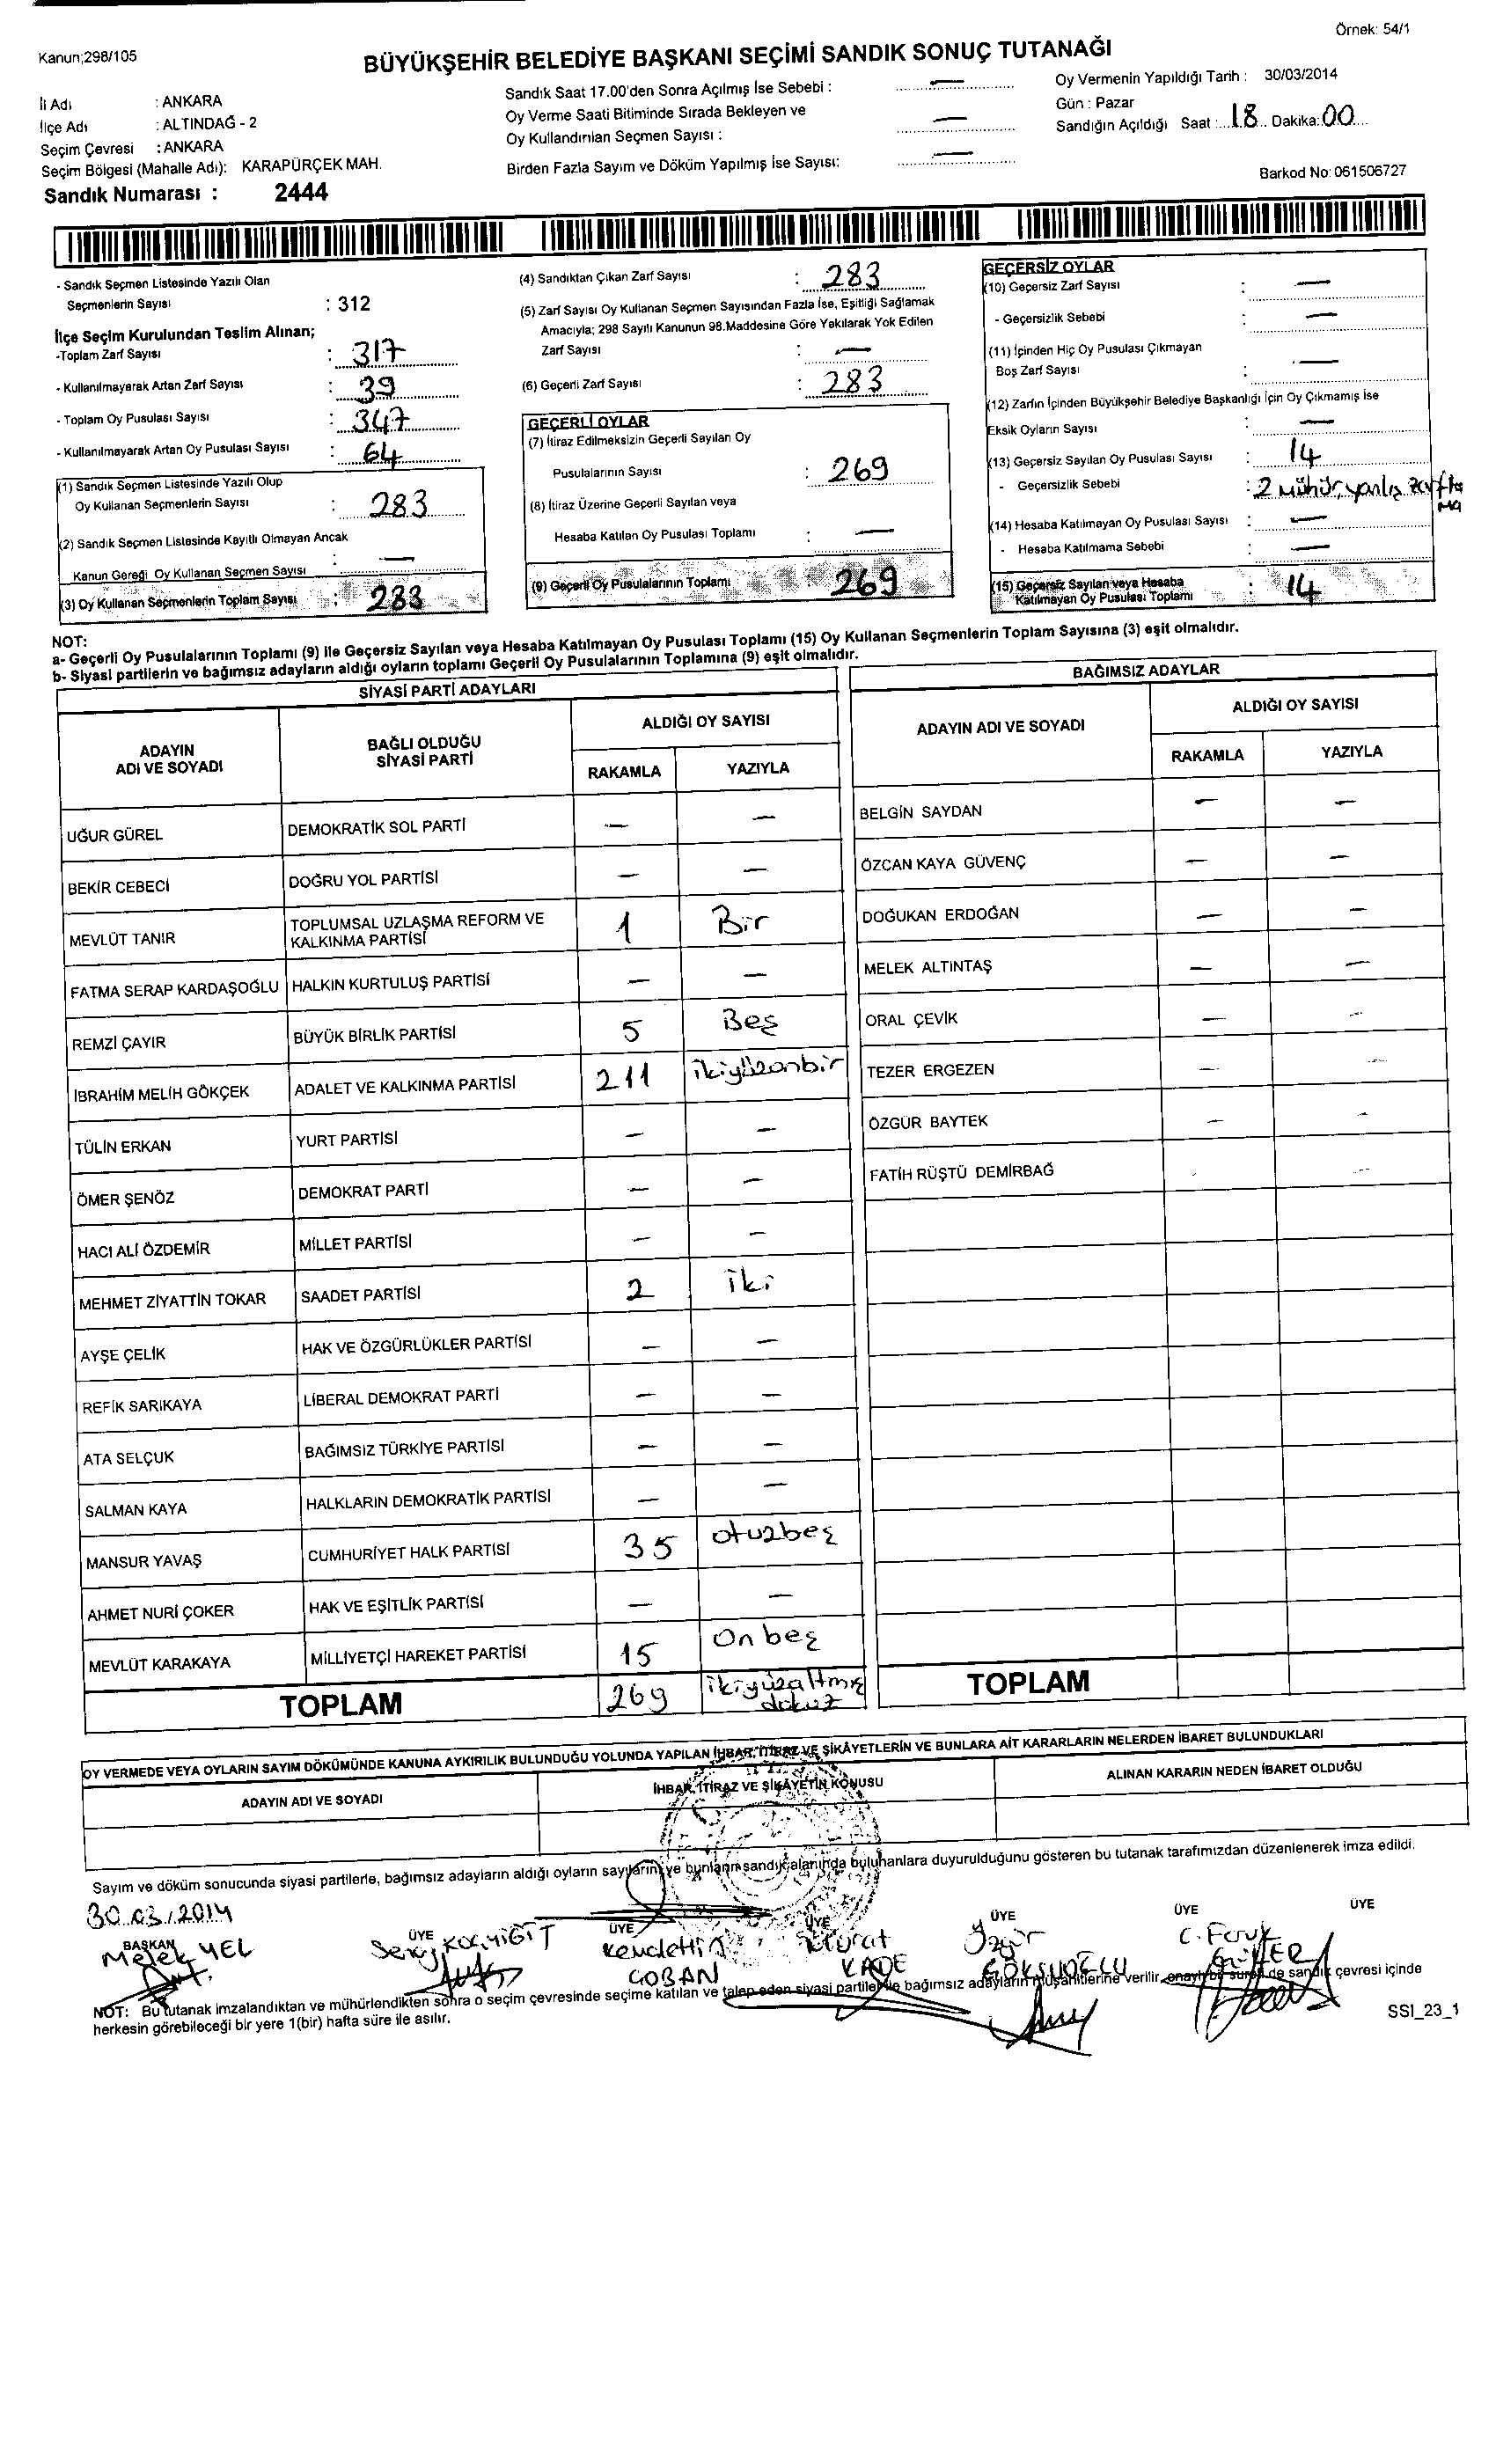 Örnek: 54/1
Kanun;298/105
BÜYÜKŞEHİR BELEDİYE BAŞKANI SEÇİMİ SANDIK SONUÇ TUTANAĞI
İli Adı : ANKARA
İlçe Adı : ALTINDAĞ - 2
Seçim Çevresi : ANKARA
Seçim Bölgesi (Mahalle Adı): KARAPÜRÇEK MAH.
Sandık Numarası : 2444
Sandık Saat 17.00'den Sonra Açılmış İse Sebebi : —
Oy Verme Saati Bitiminde Sırada Bekleyen ve
Oy Kullandırılan Seçmen Sayısı : —
Birden Fazla Sayım ve Döküm Yapılmış İse Sayısı: —
Oy Vermenin Yapıldığı Tarih : 30/03/2014
Gün : Pazar
Sandığın Açıldığı Saat : 18 Dakika: 00
Barkod No: 061506727
- Sandık Seçmen Listesinde Yazılı Olan
Seçmenlerin Sayısı : 312
İlçe Seçim Kurulundan Teslim Alınan;
-Toplam Zarf Sayısı : 317
- Kullanılmayarak Artan Zarf Sayısı : 39
- Toplam Oy Pusulası Sayısı : 347
- Kullanılmayarak Artan Oy Pusulası Sayısı : 64
(1) Sandık Seçmen Listesinde Yazılı Olup
Oy Kullanan Seçmenlerin Sayısı : 283
(2) Sandık Seçmen Listesinde Kayıtlı Olmayan Ancak
Kanun Gereği Oy Kullanan Seçmen Sayısı : —
(3) Oy Kullanan Seçmenlerin Toplam Sayısı : 283
(4) Sandıktan Çıkan Zarf Sayısı : 283
(5) Zarf Sayısı Oy Kullanan Seçmen Sayısından Fazla İse, Eşitliği Sağlamak
Amacıyla; 298 Sayılı Kanunun 98.Maddesine Göre Yakılarak Yok Edilen
Zarf Sayısı : —
(6) Geçerli Zarf Sayısı : 283
GEÇERLİ OYLAR
(7) İtiraz Edilmeksizin Geçerli Sayılan Oy
Pusulalarının Sayısı : 269
(8) İtiraz Üzerine Geçerli Sayılan veya
Hesaba Katılan Oy Pusulası Toplamı : —
(9) Geçerli Oy Pusulalarının Toplamı : 269
GEÇERSİZ OYLAR
(10) Geçersiz Zarf Sayısı : —
- Geçersizlik Sebebi : —
(11) İçinden Hiç Oy Pusulası Çıkmayan
Boş Zarf Sayısı : —
(12) Zarfın İçinden Büyükşehir Belediye Başkanlığı İçin Oy Çıkmamış İse
Eksik Oyların Sayısı : —
(13) Geçersiz Sayılan Oy Pusulası Sayısı : 14
- Geçersizlik Sebebi : 2 mühür, yanlış zarfla
ma
(14) Hesaba Katılmayan Oy Pusulası Sayısı : —
- Hesaba Katılmama Sebebi : —
(15) Geçersiz Sayılan veya Hesaba
Katılmayan Oy Pusulası Toplamı : 14
NOT:
a- Geçerli Oy Pusulalarının Toplamı (9) ile Geçersiz Sayılan veya Hesaba Katılmayan Oy Pusulası Toplamı (15) Oy Kullanan Seçmenlerin Toplam Sayısına (3) eşit olmalıdır.
b- Siyasi partilerin ve bağımsız adayların aldığı oyların toplamı Geçerli Oy Pusulalarının Toplamına (9) eşit olmalıdır.
SİYASİ PARTİ ADAYLARI
ADAYIN ADI VE SOYADI BAĞLI OLDUĞU SİYASİ PARTİ ALDIĞI OY SAYISI
RAKAMLA YAZIYLA
UĞUR GÜREL DEMOKRATİK SOL PARTİ — —
BEKİR CEBECİ DOĞRU YOL PARTİSİ — —
MEVLÜT TANIR TOPLUMSAL UZLAŞMA REFORM VE KALKINMA PARTİSİ 1 Bir
FATMA SERAP KARDAŞOĞLU HALKIN KURTULUŞ PARTİSİ — —
REMZİ ÇAYIR BÜYÜK BİRLİK PARTİSİ 5 Beş
İBRAHİM MELİH GÖKÇEK ADALET VE KALKINMA PARTİSİ 211 ikiyüzonbir
TÜLİN ERKAN YURT PARTİSİ — —
ÖMER ŞENÖZ DEMOKRAT PARTİ — —
HACI ALİ ÖZDEMİR MİLLET PARTİSİ — —
MEHMET ZİYATTİN TOKAR SAADET PARTİSİ 2 iki
AYŞE ÇELİK HAK VE ÖZGÜRLÜKLER PARTİSİ — —
REFİK SARIKAYA LİBERAL DEMOKRAT PARTİ — —
ATA SELÇUK BAĞIMSIZ TÜRKİYE PARTİSİ — —
SALMAN KAYA HALKLARIN DEMOKRATİK PARTİSİ — —
MANSUR YAVAŞ CUMHURİYET HALK PARTİSİ 35 otuzbeş
AHMET NURİ ÇOKER HAK VE EŞİTLİK PARTİSİ — —
MEVLÜT KARAKAYA MİLLİYETÇİ HAREKET PARTİSİ 15 Onbeş
TOPLAM 269 ikiyüzaltmış dokuz
BAĞIMSIZ ADAYLAR
ADAYIN ADI VE SOYADI ALDIĞI OY SAYISI
RAKAMLA YAZIYLA
BELGİN SAYDAN — —
ÖZCAN KAYA GÜVENÇ — —
DOĞUKAN ERDOĞAN — —
MELEK ALTINTAŞ — —
ORAL ÇEVİK — —
TEZER ERGEZEN — —
ÖZGÜR BAYTEK — —
FATİH RÜŞTÜ DEMİRBAĞ — —
TOPLAM
OY VERMEDE VEYA OYLARIN SAYIM DÖKÜMÜNDE KANUNA AYKIRILIK BULUNDUĞU YOLUNDA YAPILAN İHBAR, İTİRAZ VE ŞİKÂYETLERİN VE BUNLARA AİT KARARLARIN NELERDEN İBARET BULUNDUKLARI
ADAYIN ADI VE SOYADI İHBAR, İTİRAZ VE ŞİKÂYETİN KONUSU ALINAN KARARIN NEDEN İBARET OLDUĞU
Sayım ve döküm sonucunda siyasi partilerle, bağımsız adayların aldığı oyların sayılarını ve bunların sandık alanında bulunanlara duyurulduğunu gösteren bu tutanak tarafımızdan düzenlenerek imza edildi.
30.03.2014
BAŞKAN ÜYE ÜYE ÜYE ÜYE ÜYE ÜYE
Melek YEL KOÇYİĞİT ÇOBAN Murat Özgür GÖKSUOĞLU C. Faruk
NOT: Bu tutanak imzalandıktan ve mühürlendikten sonra o seçim çevresinde seçime katılan ve talep eden siyasi partiler ile bağımsız adayların müşahitlerine verilir, onaylı bir sureti de sandık çevresi içinde
herkesin görebileceği bir yere 1(bir) hafta süre ile asılır.
SSI_23_1